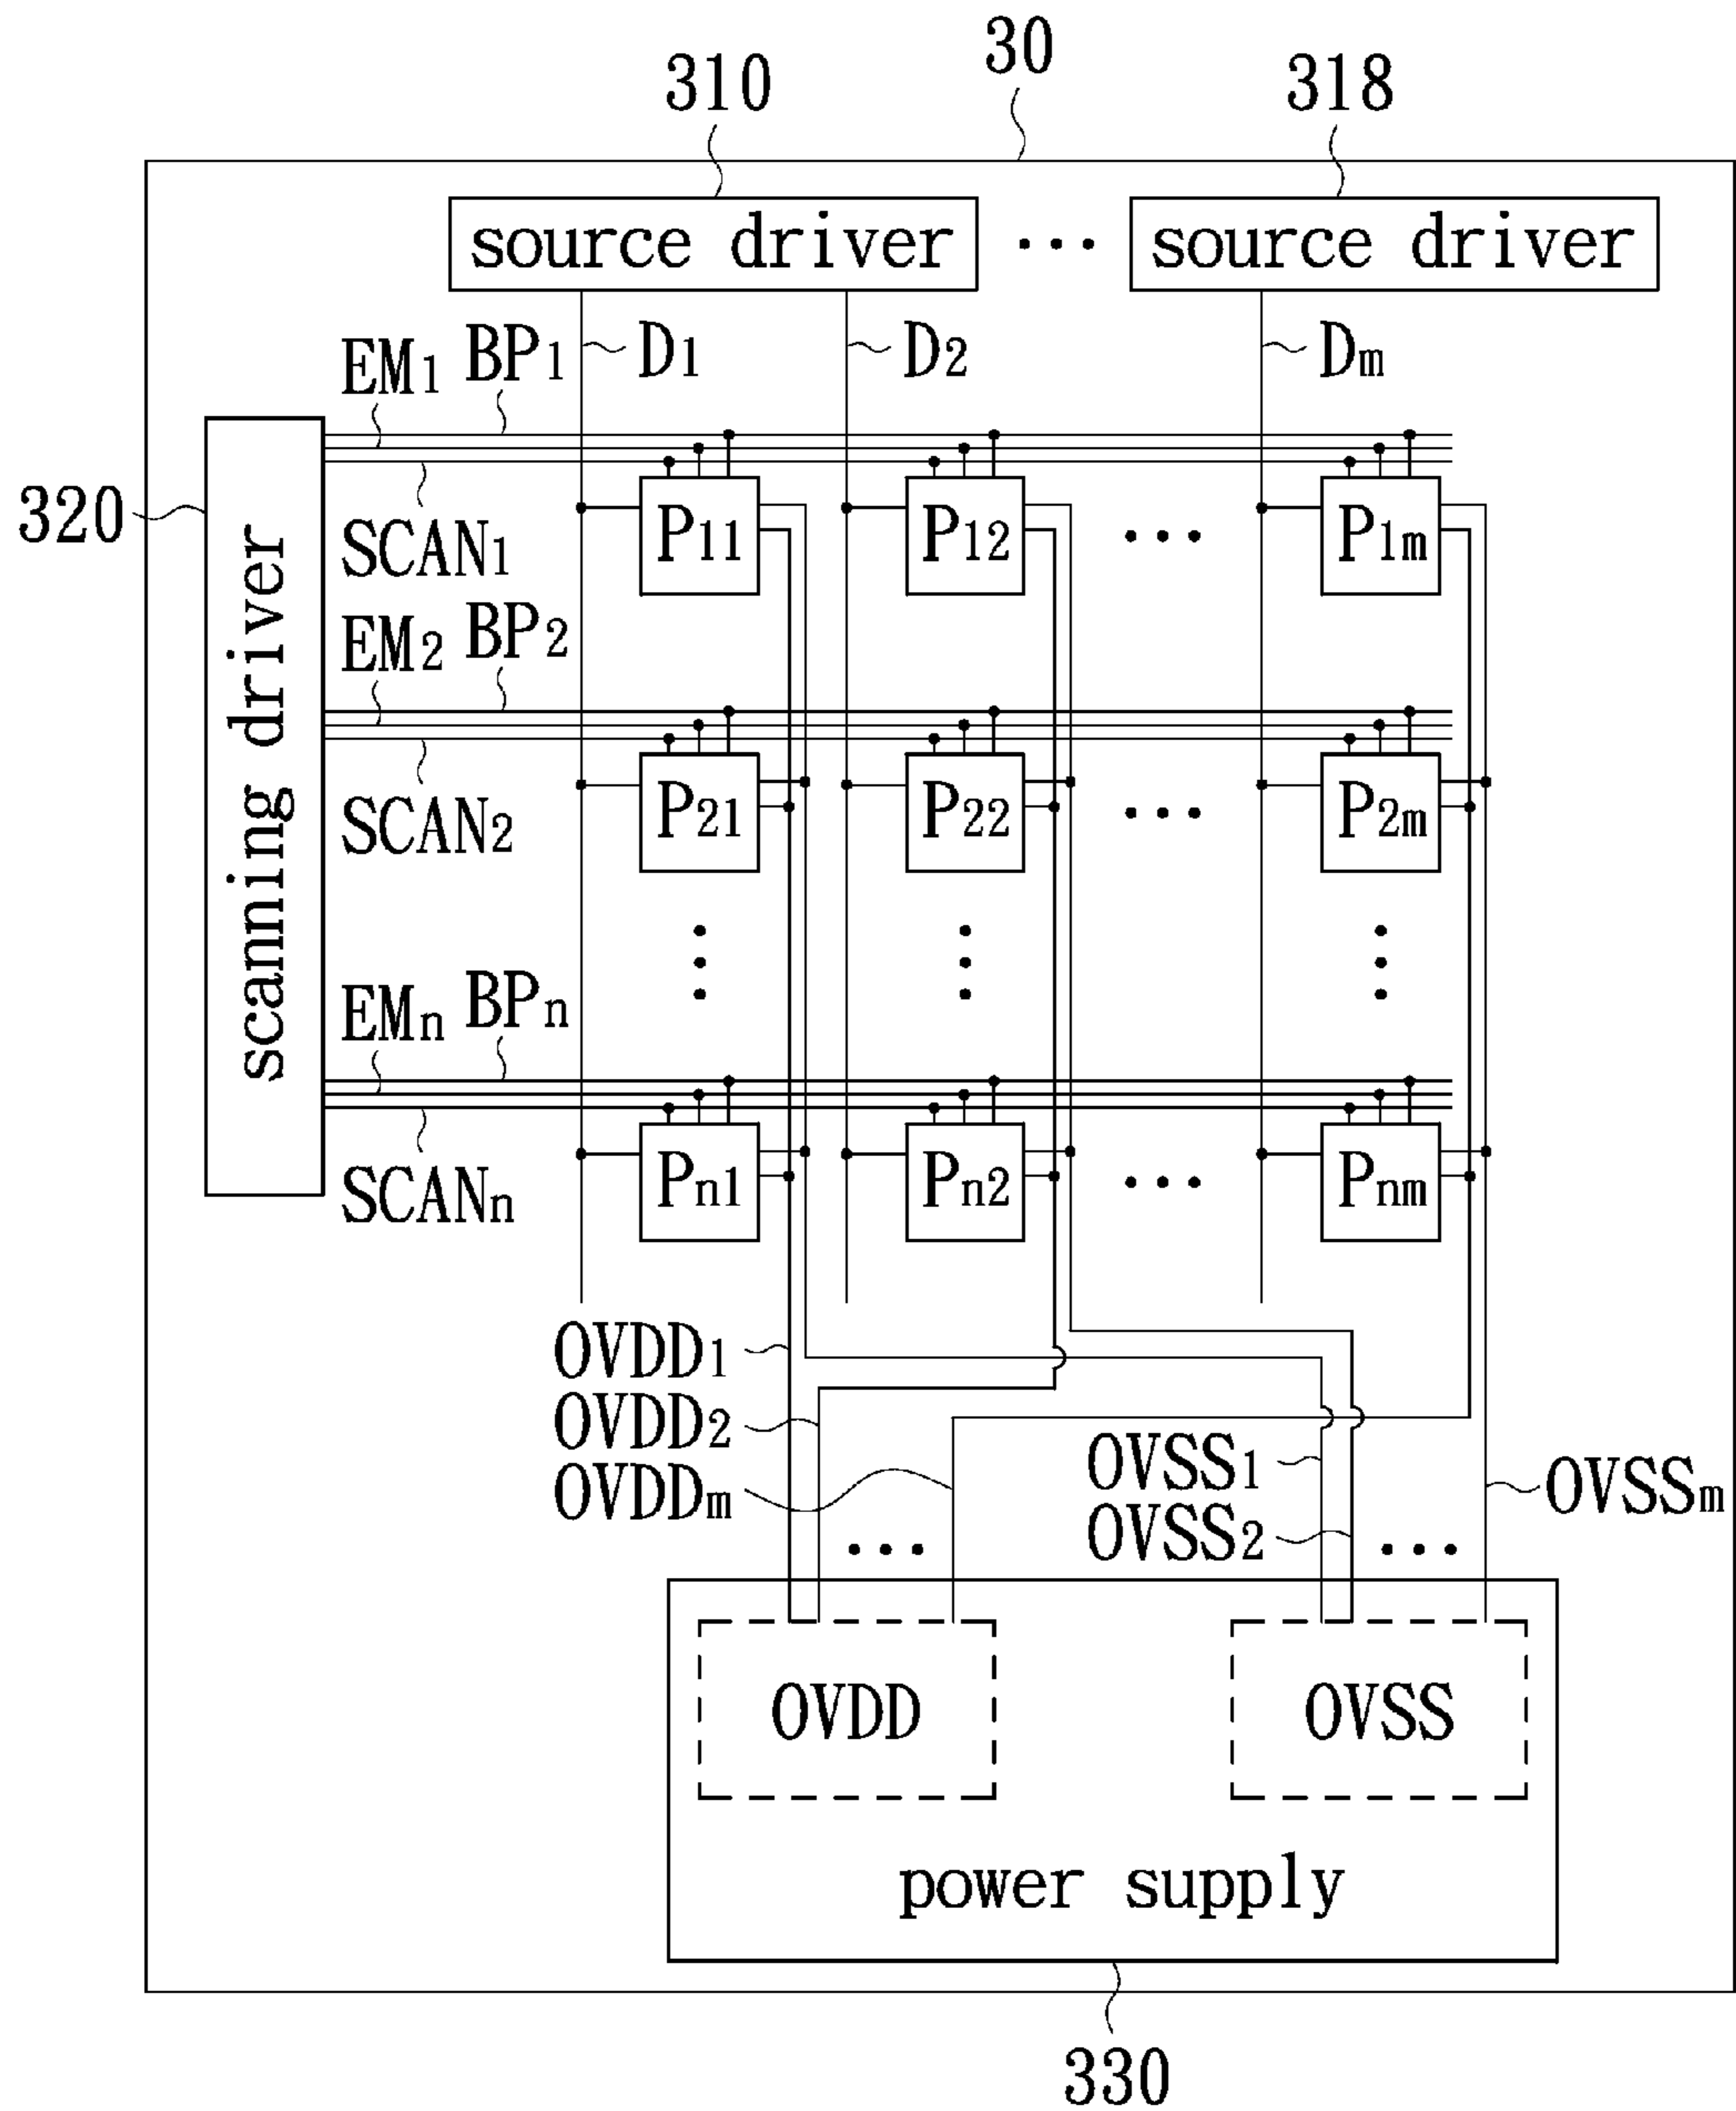 30
310
318
source driver ... source driver
D1
D2
Dm
EM1
BP1
320
scanning driver
SCAN1
P11
P12
...
P1m
EM2
BP2
SCAN2
P21
P22
...
P2m
EMn
BPn
SCANn
Pn1
Pn2
...
Pnm
OVDD1
OVDD2
OVDDm
...
OVSS1
OVSS2
...
OVSSm
OVDD
OVSS
power supply
330